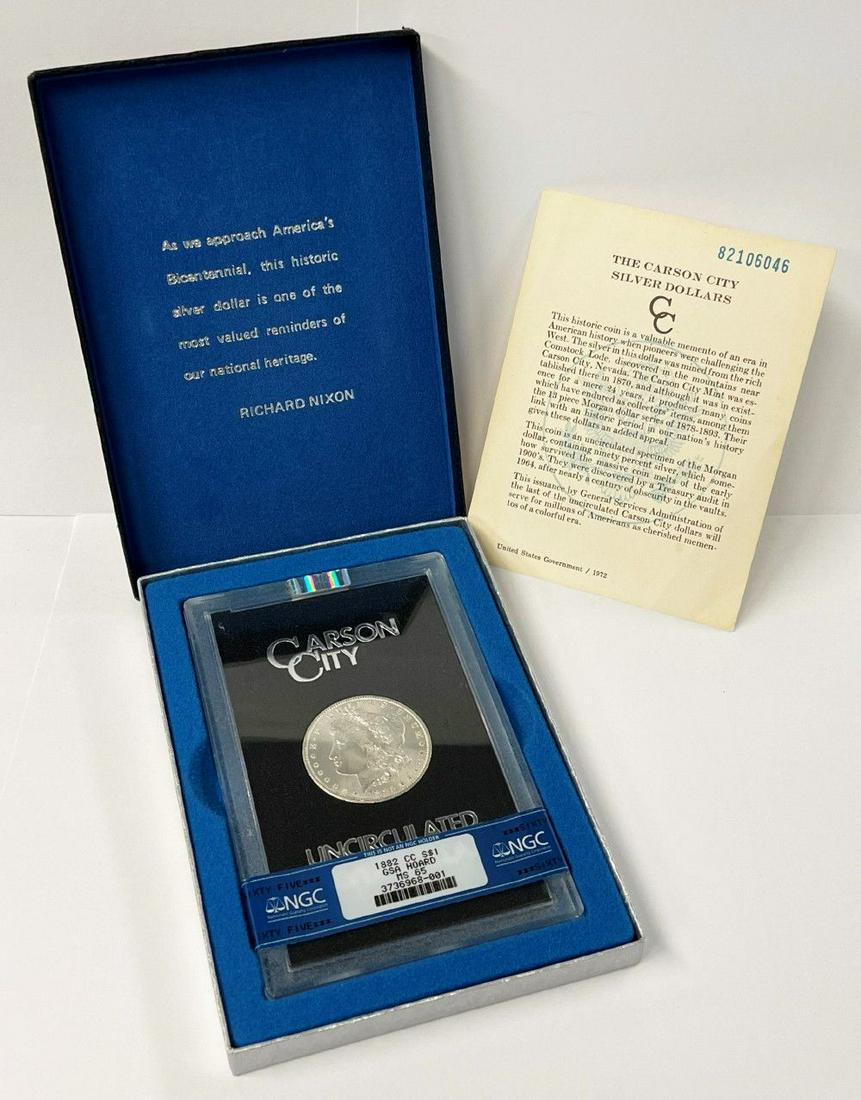 As we approach America's
Bicentennial, this historic
silver dollar is one of the
most valued reminders of
our national heritage.
RICHARD NIXON
82106046
THE CARSON CITY
SILVER DOLLARS
CC
This historic coin is a valuable memento of an era in
American history when pioneers were challenging the
West. The silver in this dollar was mined from the rich
Comstock Lode, discovered in the mountains near
Carson City, Nevada. The Carson City Mint was es-
tablished there in 1870, and although it was in exist-
ence for a mere 24 years, it produced many coins
which have endured as collectors' items, among them
the 13 piece Morgan dollar series of 1878-1893. Their
link with an historic period in our nation's history
gives these dollars an added appeal.
This coin is an uncirculated specimen of the Morgan
dollar, containing ninety percent silver, which some-
how survived the massive coin melts of the early
1900's. They were discovered by a Treasury audit in
1964, after nearly a century of obscurity in the vaults.
This issuance by General Services Administration of
the last of the uncirculated Carson City dollars will
serve for millions of Americans as cherished memen-
tos of a colorful era.
United States Government / 1972
CARSON
CITY
UNCIRCULATED
THIS IS NOT AN NGC HOLDER
1882 CC S$1
GSA HOARD
MS 65
3736968-001
***SIXTY
NGC
***SIXTY
IXTY FIVE***
NGC
SIXTY FIVE***